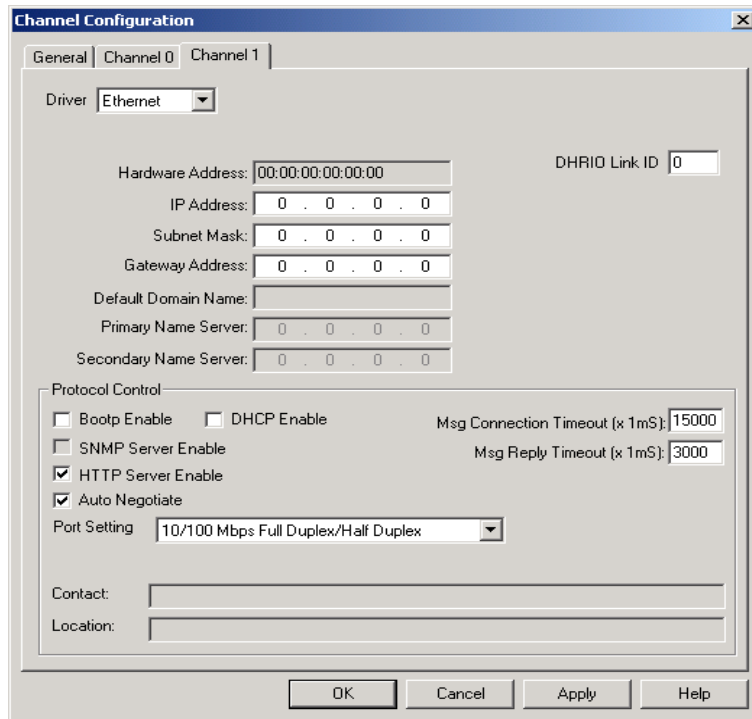 Channel Configuration
General Channel 0 Channel 1
Driver Ethernet
Hardware Address: 00:00:00:00:00:00 DHRIO Link ID 0
IP Address: 0 . 0 . 0 . 0
Subnet Mask: 0 . 0 . 0 . 0
Gateway Address: 0 . 0 . 0 . 0
Default Domain Name:
Primary Name Server: 0 . 0 . 0 . 0
Secondary Name Server: 0 . 0 . 0 . 0
Protocol Control
Bootp Enable DHCP Enable Msg Connection Timeout (x 1mS): 15000
SNMP Server Enable Msg Reply Timeout (x 1mS): 3000
HTTP Server Enable
Auto Negotiate
Port Setting 10/100 Mbps Full Duplex/Half Duplex
Contact:
Location:
OK Cancel Apply Help